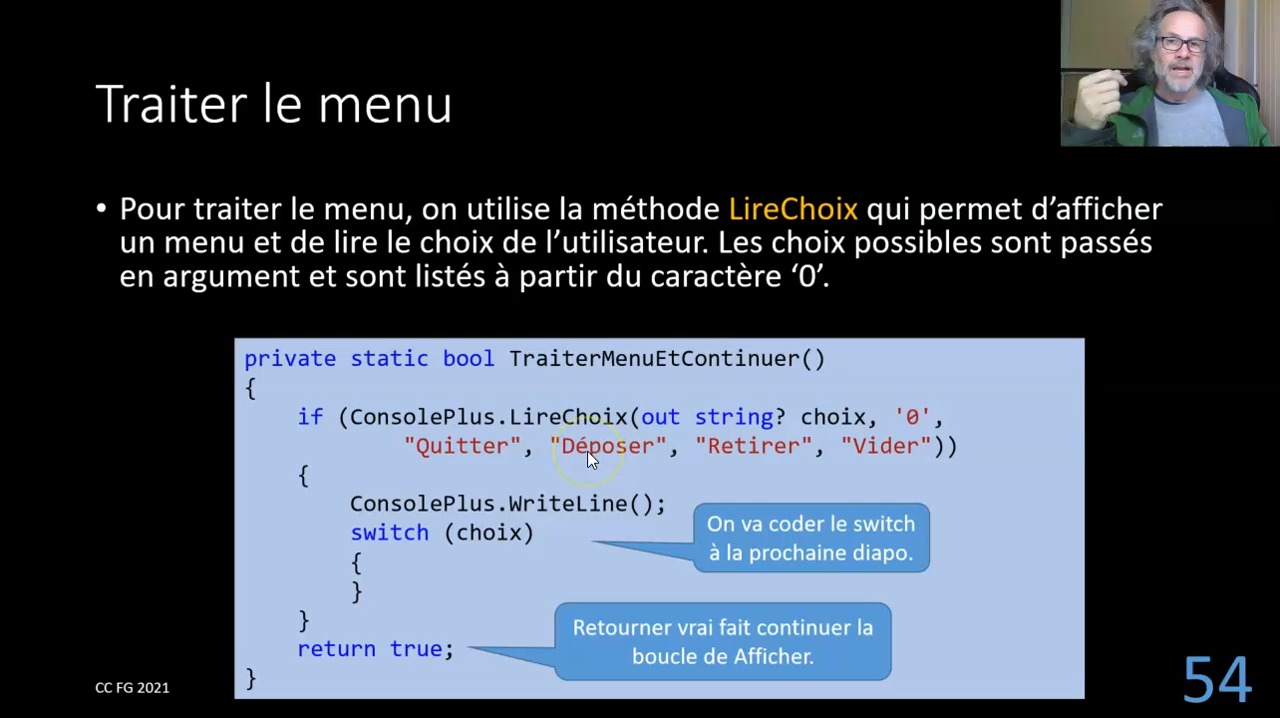 Traiter le menu
• Pour traiter le menu, on utilise la méthode LireChoix qui permet d’afficher
un menu et de lire le choix de l’utilisateur. Les choix possibles sont passés
en argument et sont listés à partir du caractère ‘0’.
private static bool TraiterMenuEtContinuer()
{
if (ConsolePlus.LireChoix(out string? choix, '0',
"Quitter", "Déposer", "Retirer", "Vider"))
{
ConsolePlus.WriteLine();
switch (choix)
{
}
}
return true;
}
On va coder le switch
à la prochaine diapo.
Retourner vrai fait continuer la
boucle de Afficher.
CC FG 2021
54